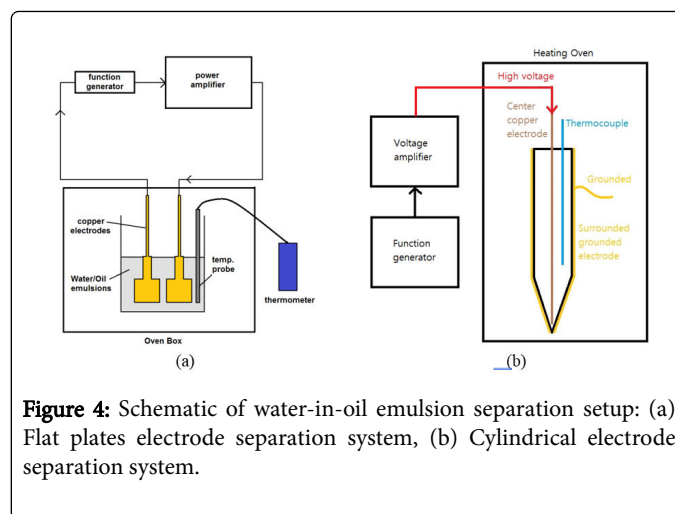 function
generator
power
amplifier
copper
electrodes
Water/Oil
emulsions
temp.
probe
thermometer
Oven Box
(a)
Heating Oven
High voltage
Center
copper
electrode
Thermocouple
Voltage
amplifier
Grounded
Function
generator
Surrounded
grounded
electrode
(b)
Figure 4: Schematic of water-in-oil emulsion separation setup: (a)
Flat plates electrode separation system, (b) Cylindrical electrode
separation system.